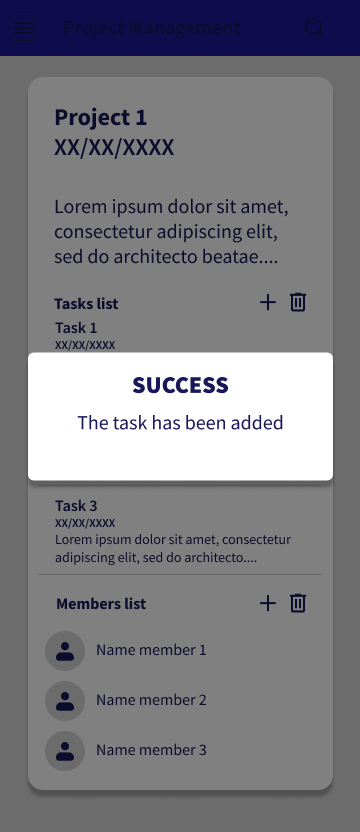 Project Management
Project 1
XX/XX/XXXX
Lorem ipsum dolor sit amet,
consectetur adipiscing elit,
sed do architecto beatae....
Tasks list
Task 1
XX/XX/XXXX
SUCCESS
The task has been added
Task 3
XX/XX/XXXX
Lorem ipsum dolor sit amet, consectetur
adipiscing elit, sed do architecto....
Members list
Name member 1
Name member 2
Name member 3